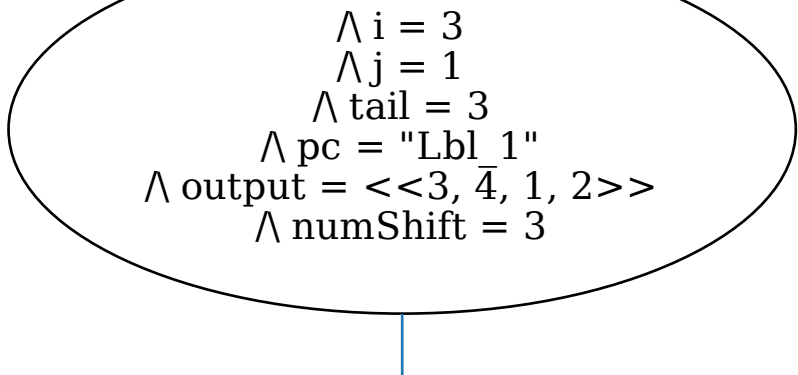 /\ i = 3
/\ j = 1
/\ tail = 3
/\ pc = "Lbl_1"
/\ output = <<3, 4, 1, 2>>
/\ numShift = 3